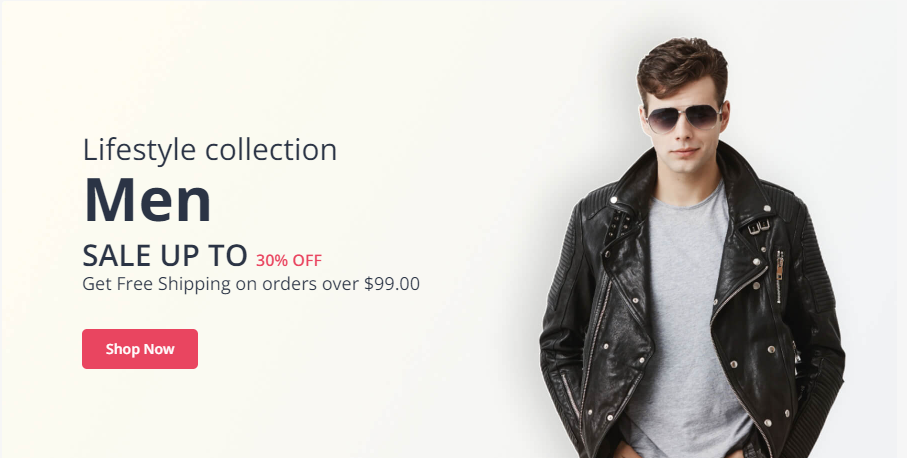 Lifestyle collection
Men
SALE UP TO 30% OFF
Get Free Shipping on orders over $99.00
Shop Now